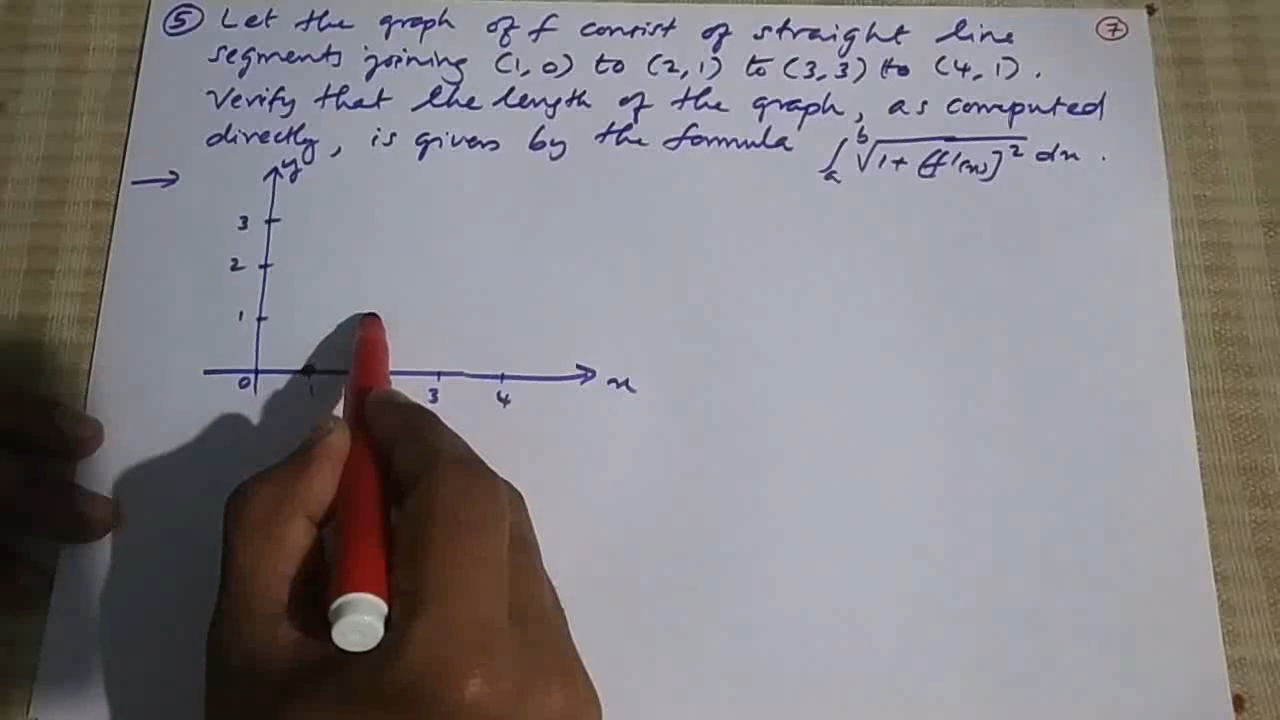 ⑤ Let the graph of f consist of straight line ⑦
segments joining (1, 0) to (2, 1) to (3, 3) to (4, 1).
Verify that the length of the graph, as computed
directly, is given by the formula ∫_a^b √(1+[f'(x)]²) dx.
→
y
3
2
1
0 1 3 4 x